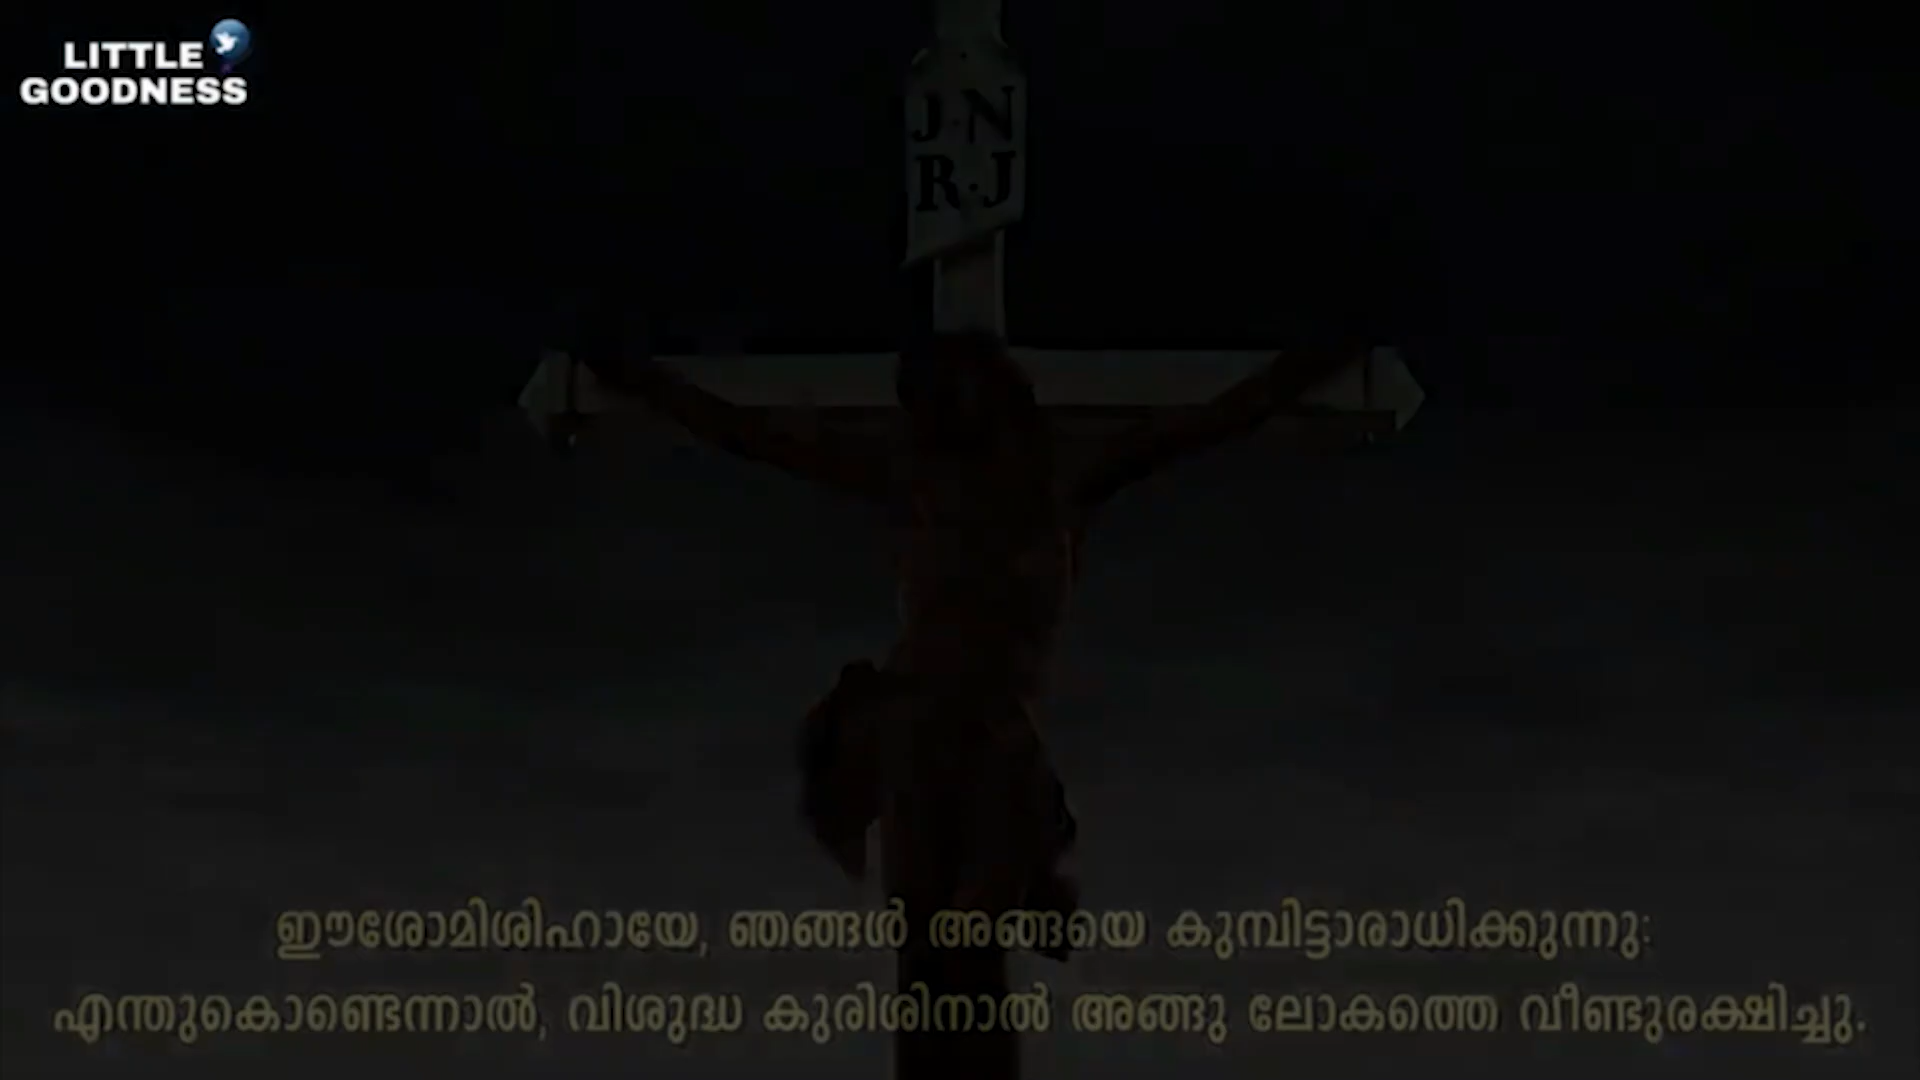 LITTLE
GOODNESS
J·N
R·J
ഈശോമിശിഹായേ, ഞങ്ങൾ അങ്ങയെ കുമ്പിട്ടാരാധിക്കുന്നു:
എന്തുകൊണ്ടെന്നാൽ, വിശുദ്ധ കുരിശിനാൽ അങ്ങു ലോകത്തെ വീണ്ടുരക്ഷിച്ചു.